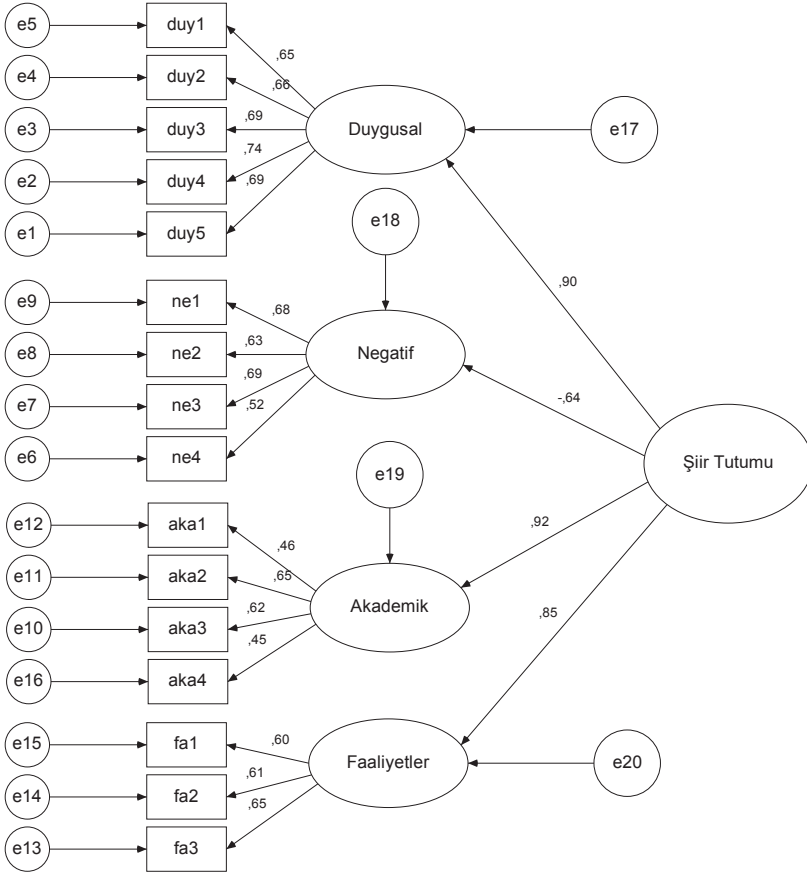 e5 duy1
,65
e4 duy2
,66
e3 duy3
,69
Duygusal
e17
,74
e2 duy4
,69
e1 duy5
e18
,90
e9 ne1
,68
e8 ne2
,63
Negatif
,69
e7 ne3
,52
-,64
e6 ne4
Şiir Tutumu
e19
e12 aka1
,92
,46
e11 aka2
,65
Akademik
,62
e10 aka3
,85
,45
e16 aka4
e15 fa1
,60
Faaliyetler
e20
,61
e14 fa2
,65
e13 fa3